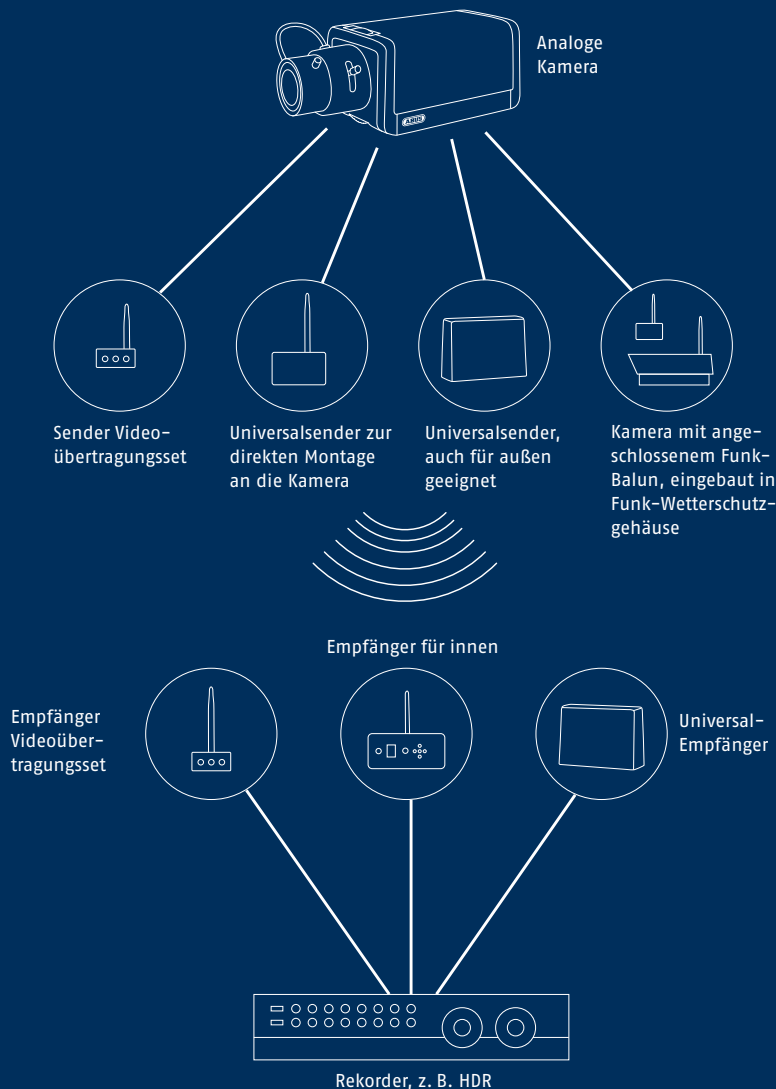 Analoge
Kamera
ABUS
Sender Video-
übertragungsset
Universalsender zur
direkten Montage
an die Kamera
Universalsender,
auch für außen
geeignet
Kamera mit ange-
schlossenem Funk-
Balun, eingebaut in
Funk-Wetterschutz-
gehäuse
Empfänger für innen
Empfänger
Videoüber-
tragungsset
Universal-
Empfänger
Rekorder, z. B. HDR